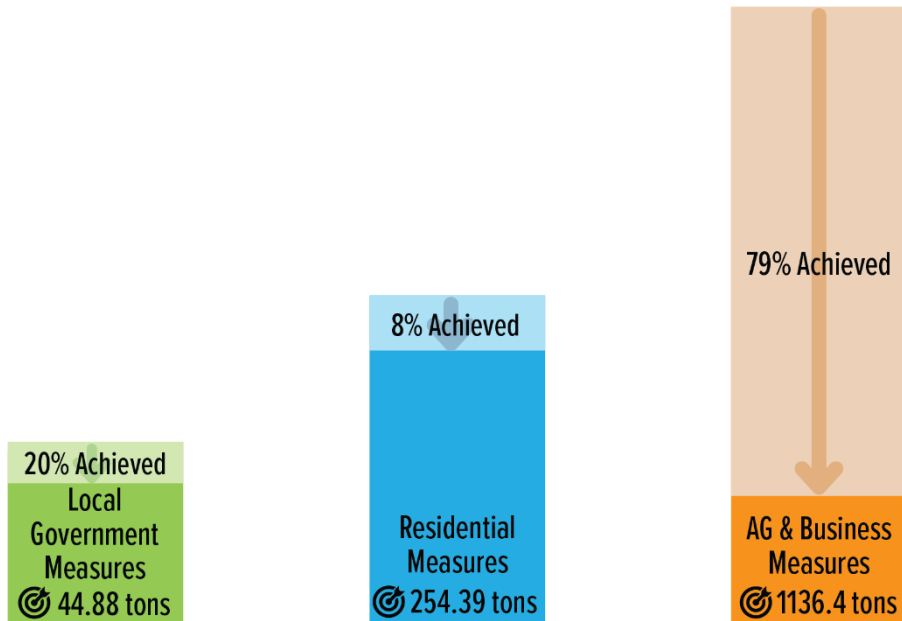 20% Achieved
Local
Government
Measures
44.88 tons
8% Achieved
Residential
Measures
254.39 tons
79% Achieved
AG & Business
Measures
1136.4 tons